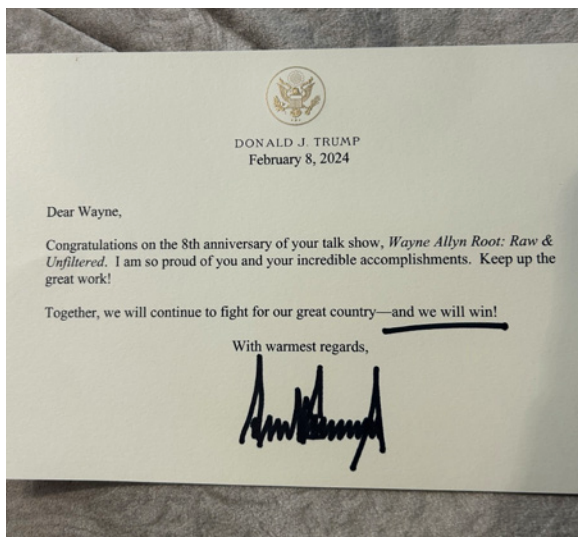 DONALD J. TRUMP
February 8, 2024
Dear Wayne,
Congratulations on the 8th anniversary of your talk show, Wayne Allyn Root: Raw &
Unfiltered. I am so proud of you and your incredible accomplishments. Keep up the
great work!
Together, we will continue to fight for our great country—and we will win!
With warmest regards,